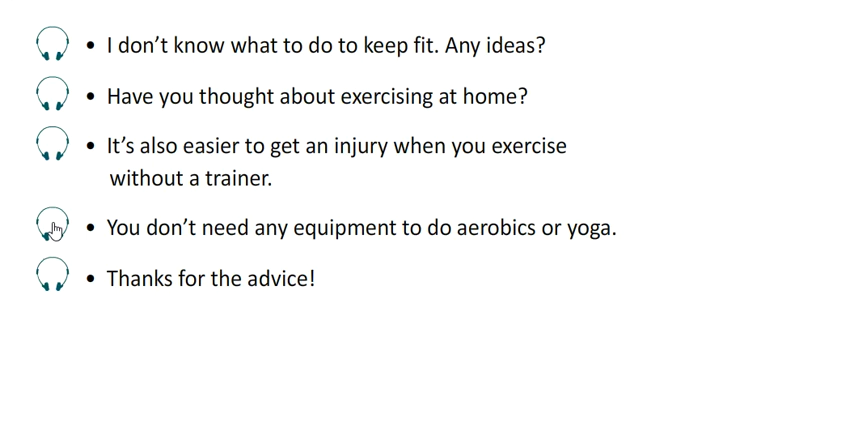 • I don’t know what to do to keep fit. Any ideas?
• Have you thought about exercising at home?
• It’s also easier to get an injury when you exercise
without a trainer.
• You don’t need any equipment to do aerobics or yoga.
• Thanks for the advice!